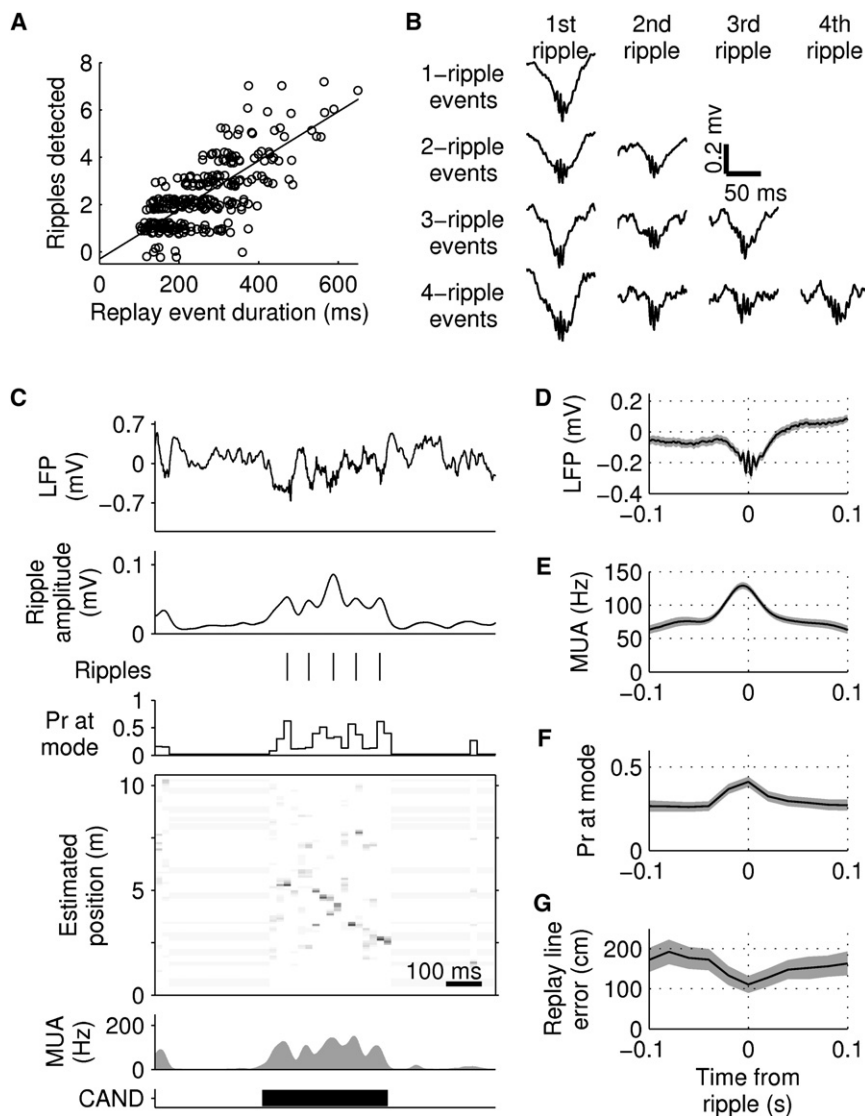 A
Ripples detected
8
6
4
2
0
0
200
400
600
Replay event duration (ms)
B
1st
ripple
2nd
ripple
3rd
ripple
4th
ripple
1−ripple
events
2−ripple
events
3−ripple
events
4−ripple
events
0.2 mv
50 ms
C
LFP
(mV)
0.7
0
−0.7
Ripple
amplitude
(mV)
0.1
0
Ripples
Pr at
mode
1
0.5
0
Estimated
position (m)
10
5
0
100 ms
MUA
(Hz)
200
0
CAND
D
LFP (mV)
0.2
0
−0.2
−0.4
−0.1
0
0.1
E
MUA (Hz)
150
100
50
0
−0.1
0
0.1
F
Pr at mode
0.5
0
−0.1
0
0.1
G
Replay line
error (cm)
200
100
0
−0.1
0
0.1
Time from
ripple (s)